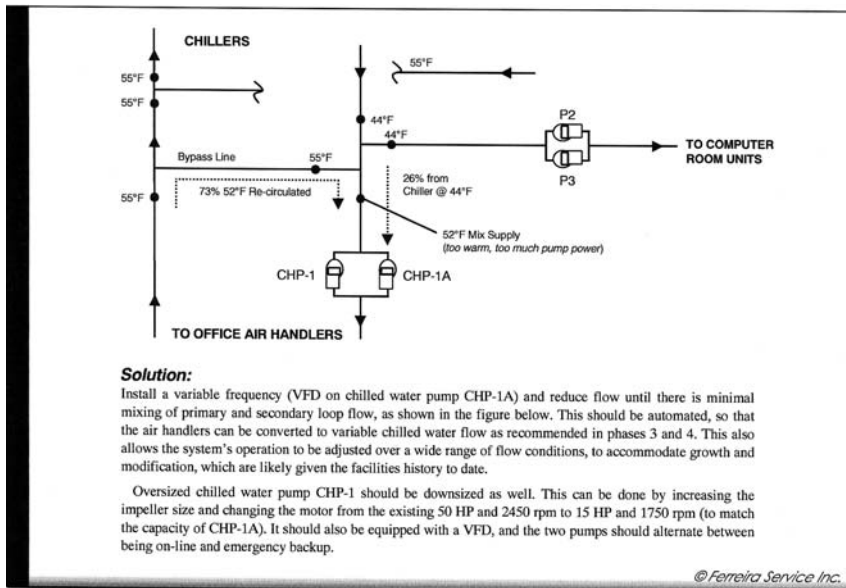 CHILLERS
55°F
55°F
55°F
44°F
44°F
P2
TO COMPUTER
ROOM UNITS
P3
Bypass Line
55°F
55°F
73% 52°F Re-circulated
26% from
Chiller @ 44°F
52°F Mix Supply
(too warm, too much pump power)
CHP-1
CHP-1A
TO OFFICE AIR HANDLERS
Solution:
Install a variable frequency (VFD on chilled water pump CHP-1A) and reduce flow until there is minimal
mixing of primary and secondary loop flow, as shown in the figure below. This should be automated, so that
the air handlers can be converted to variable chilled water flow as recommended in phases 3 and 4. This also
allows the system's operation to be adjusted over a wide range of flow conditions, to accommodate growth and
modification, which are likely given the facilities history to date.
Oversized chilled water pump CHP-1 should be downsized as well. This can be done by increasing the
impeller size and changing the motor from the existing 50 HP and 2450 rpm to 15 HP and 1750 rpm (to match
the capacity of CHP-1A). It should also be equipped with a VFD, and the two pumps should alternate between
being on-line and emergency backup.
© Ferreira Service Inc.